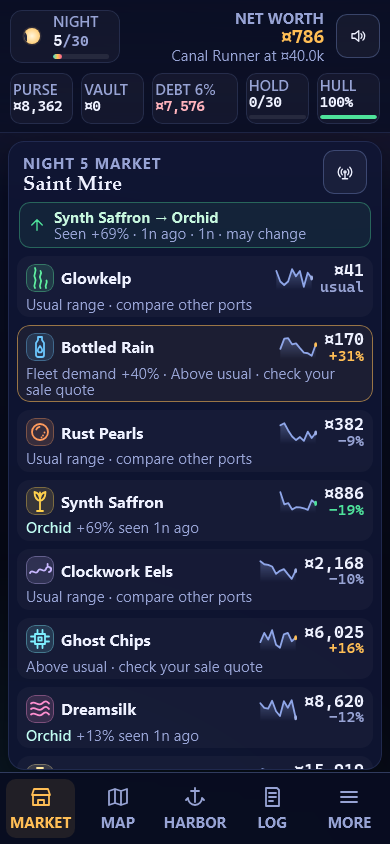 NIGHT
5/30
NET WORTH
¤786
Canal Runner at ¤40.0k
PURSE
¤8,362
VAULT
¤0
DEBT 6%
¤7,576
HOLD
0/30
HULL
100%
NIGHT 5 MARKET
Saint Mire
Synth Saffron → Orchid
Seen +69% · 1n ago · 1n · may change
Glowkelp
¤41
usual
Usual range · compare other ports
Bottled Rain
¤170
+31%
Fleet demand +40% · Above usual · check your
sale quote
Rust Pearls
¤382
−9%
Usual range · compare other ports
Synth Saffron
¤886
−19%
Orchid +69% seen 1n ago
Clockwork Eels
¤2,168
−10%
Usual range · compare other ports
Ghost Chips
¤6,025
+16%
Above usual · check your sale quote
Dreamsilk
¤8,620
−12%
Orchid +13% seen 1n ago
MARKET
MAP
HARBOR
LOG
MORE